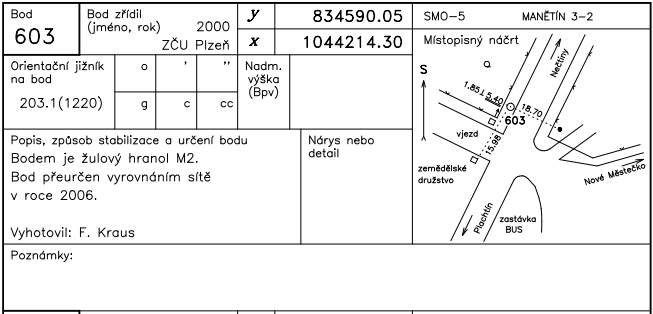 Bod
603
Bod zřídil
(jméno, rok) 2000
ZČU Plzeň
y 834590.05
x 1044214.30
SMO-5 MANĚTÍN 3-2
Orientační jižník
na bod
203.1(1220)
o ' ''
g c cc
Nadm.
výška
(Bpv)
Místopisný náčrt
S
Nečtiny
1.85 5.40
18.70
603
vjezd
15.98
zemědělské
družstvo
Nové Městečko
Plachtín
zastávka
BUS
Popis, způsob stabilizace a určení bodu
Bodem je žulový hranol M2.
Bod přeurčen vyrovnáním sítě
v roce 2006.
Vyhotovil: F. Kraus
Nárys nebo
detail
Poznámky: